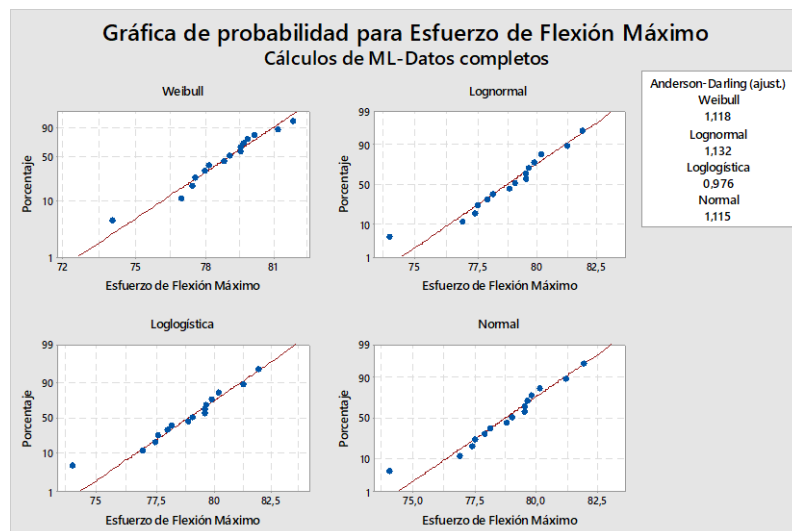 Gráfica de probabilidad para Esfuerzo de Flexión Máximo
Cálculos de ML-Datos completos
Weibull
Porcentaje
90
50
10
1
72 75 78 81
Esfuerzo de Flexión Máximo
Lognormal
Porcentaje
99
90
50
10
1
75 77,5 80 82,5
Esfuerzo de Flexión Máximo
Anderson-Darling (ajust.)
Weibull
1,118
Lognormal
1,132
Loglogística
0,976
Normal
1,115
Loglogística
Porcentaje
99
90
50
10
1
75 77,5 80 82,5
Esfuerzo de Flexión Máximo
Normal
Porcentaje
99
90
50
10
1
75,0 77,5 80,0 82,5
Esfuerzo de Flexión Máximo